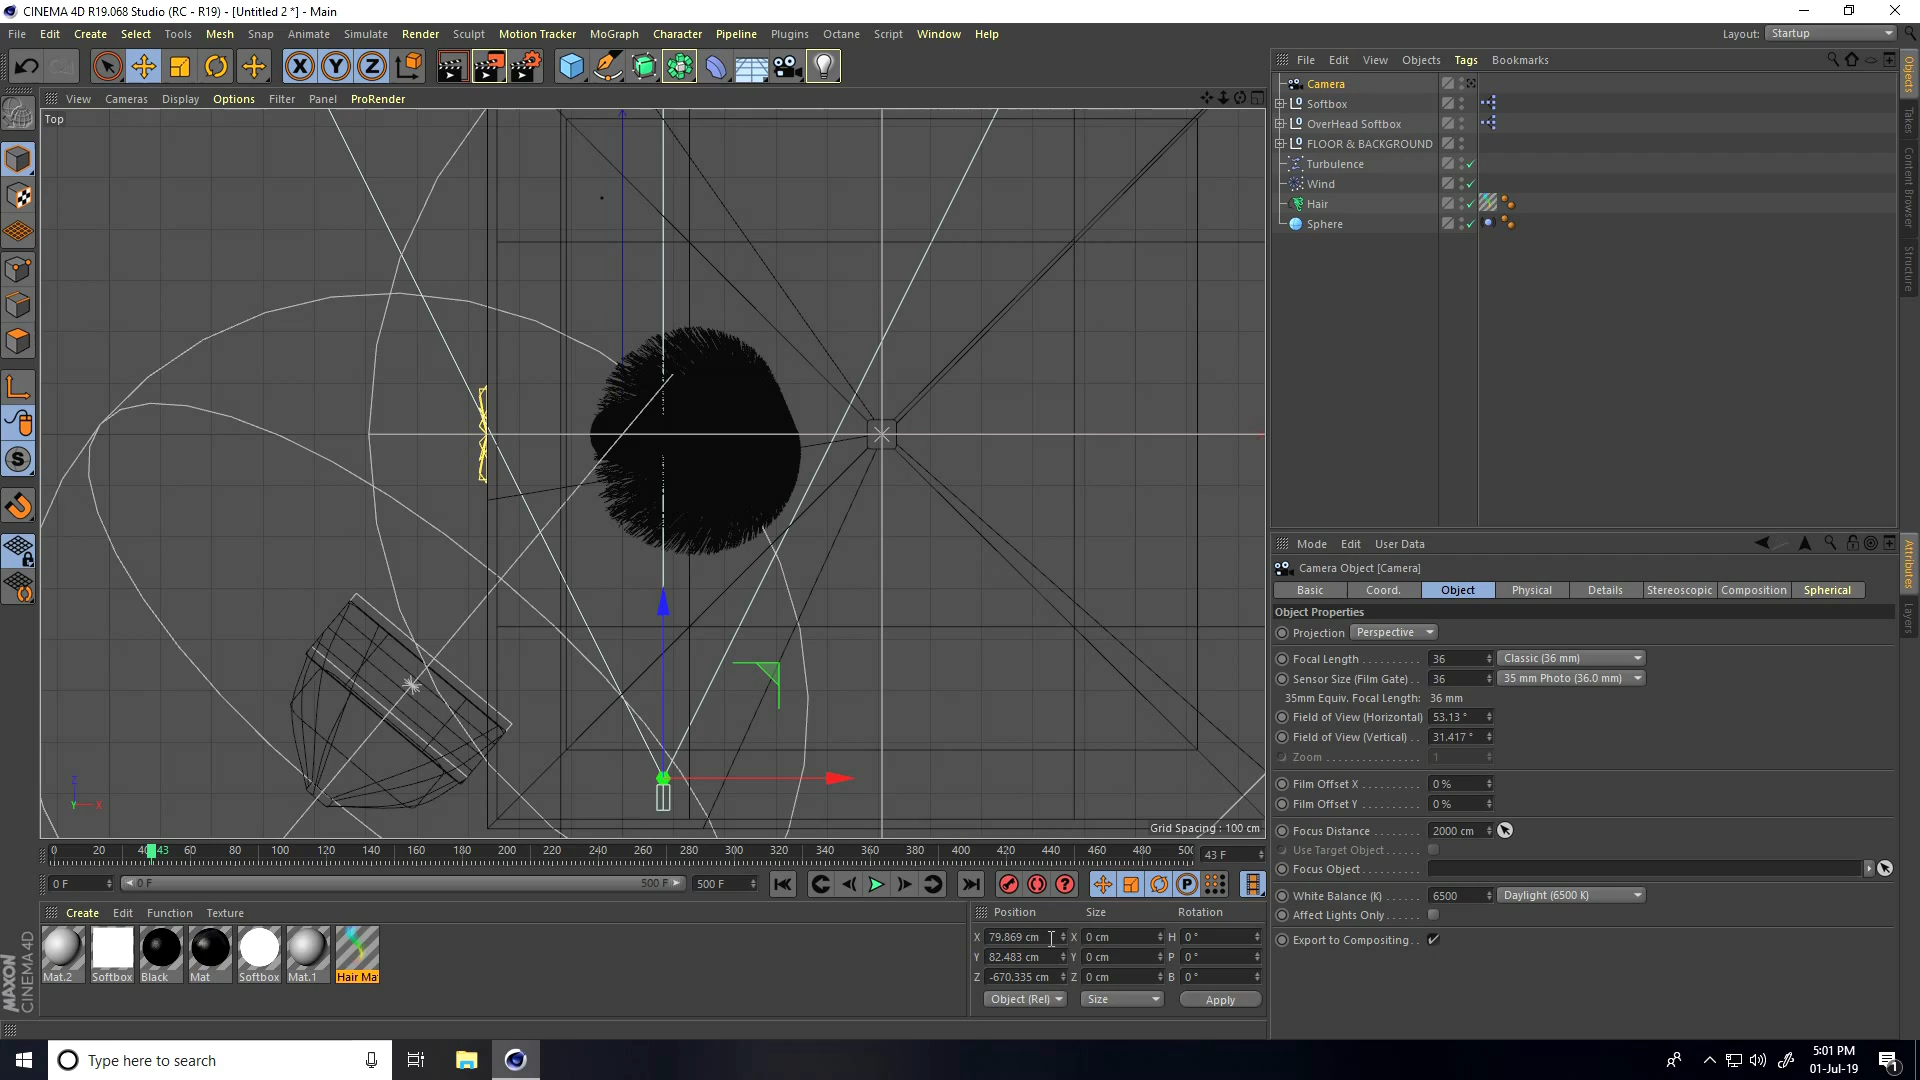 CINEMA 4D R19.068 Studio (RC - R19) - [Untitled 2 *] - Main
File Edit Create Select Tools Mesh Snap Animate Simulate Render Sculpt Motion Tracker MoGraph Character Pipeline Plugins Octane Script Window Help
Layout: Startup
X Y Z
File Edit View Objects Tags Bookmarks
View Cameras Display Options Filter Panel ProRender
Top
Camera
Softbox
OverHead Softbox
FLOOR & BACKGROUND
Turbulence
Wind
Hair
Sphere
Objects
Takes
Content Browser
Structure
Z
Y X
Grid Spacing : 100 cm
Mode Edit User Data
Camera Object [Camera]
Basic Coord. Object Physical Details Stereoscopic Composition Spherical
Object Properties
Projection Perspective
Focal Length 36 Classic (36 mm)
Sensor Size (Film Gate) 36 35 mm Photo (36.0 mm)
35mm Equiv. Focal Length: 36 mm
Field of View (Horizontal) 53.13 °
Field of View (Vertical) 31.417 °
Zoom 1
Film Offset X 0 %
Film Offset Y 0 %
Focus Distance 2000 cm
Use Target Object
Focus Object
White Balance (K) 6500 Daylight (6500 K)
Affect Lights Only
Export to Compositing
Attributes
Layers
0 20 40 43 60 80 100 120 140 160 180 200 220 240 260 280 300 320 340 360 380 400 420 440 460 480 500 43 F
0 F 0 F 500 F 500 F
Create Edit Function Texture
Mat.2 Softbox Black Mat Softbox Mat.1 Hair Ma
MAXON
CINEMA 4D
Position Size Rotation
X 79.869 cm X 0 cm H 0 °
Y 82.483 cm Y 0 cm P 0 °
Z -670.335 cm Z 0 cm B 0 °
Object (Rel) Size Apply
Type here to search
5:01 PM
01-Jul-19
1